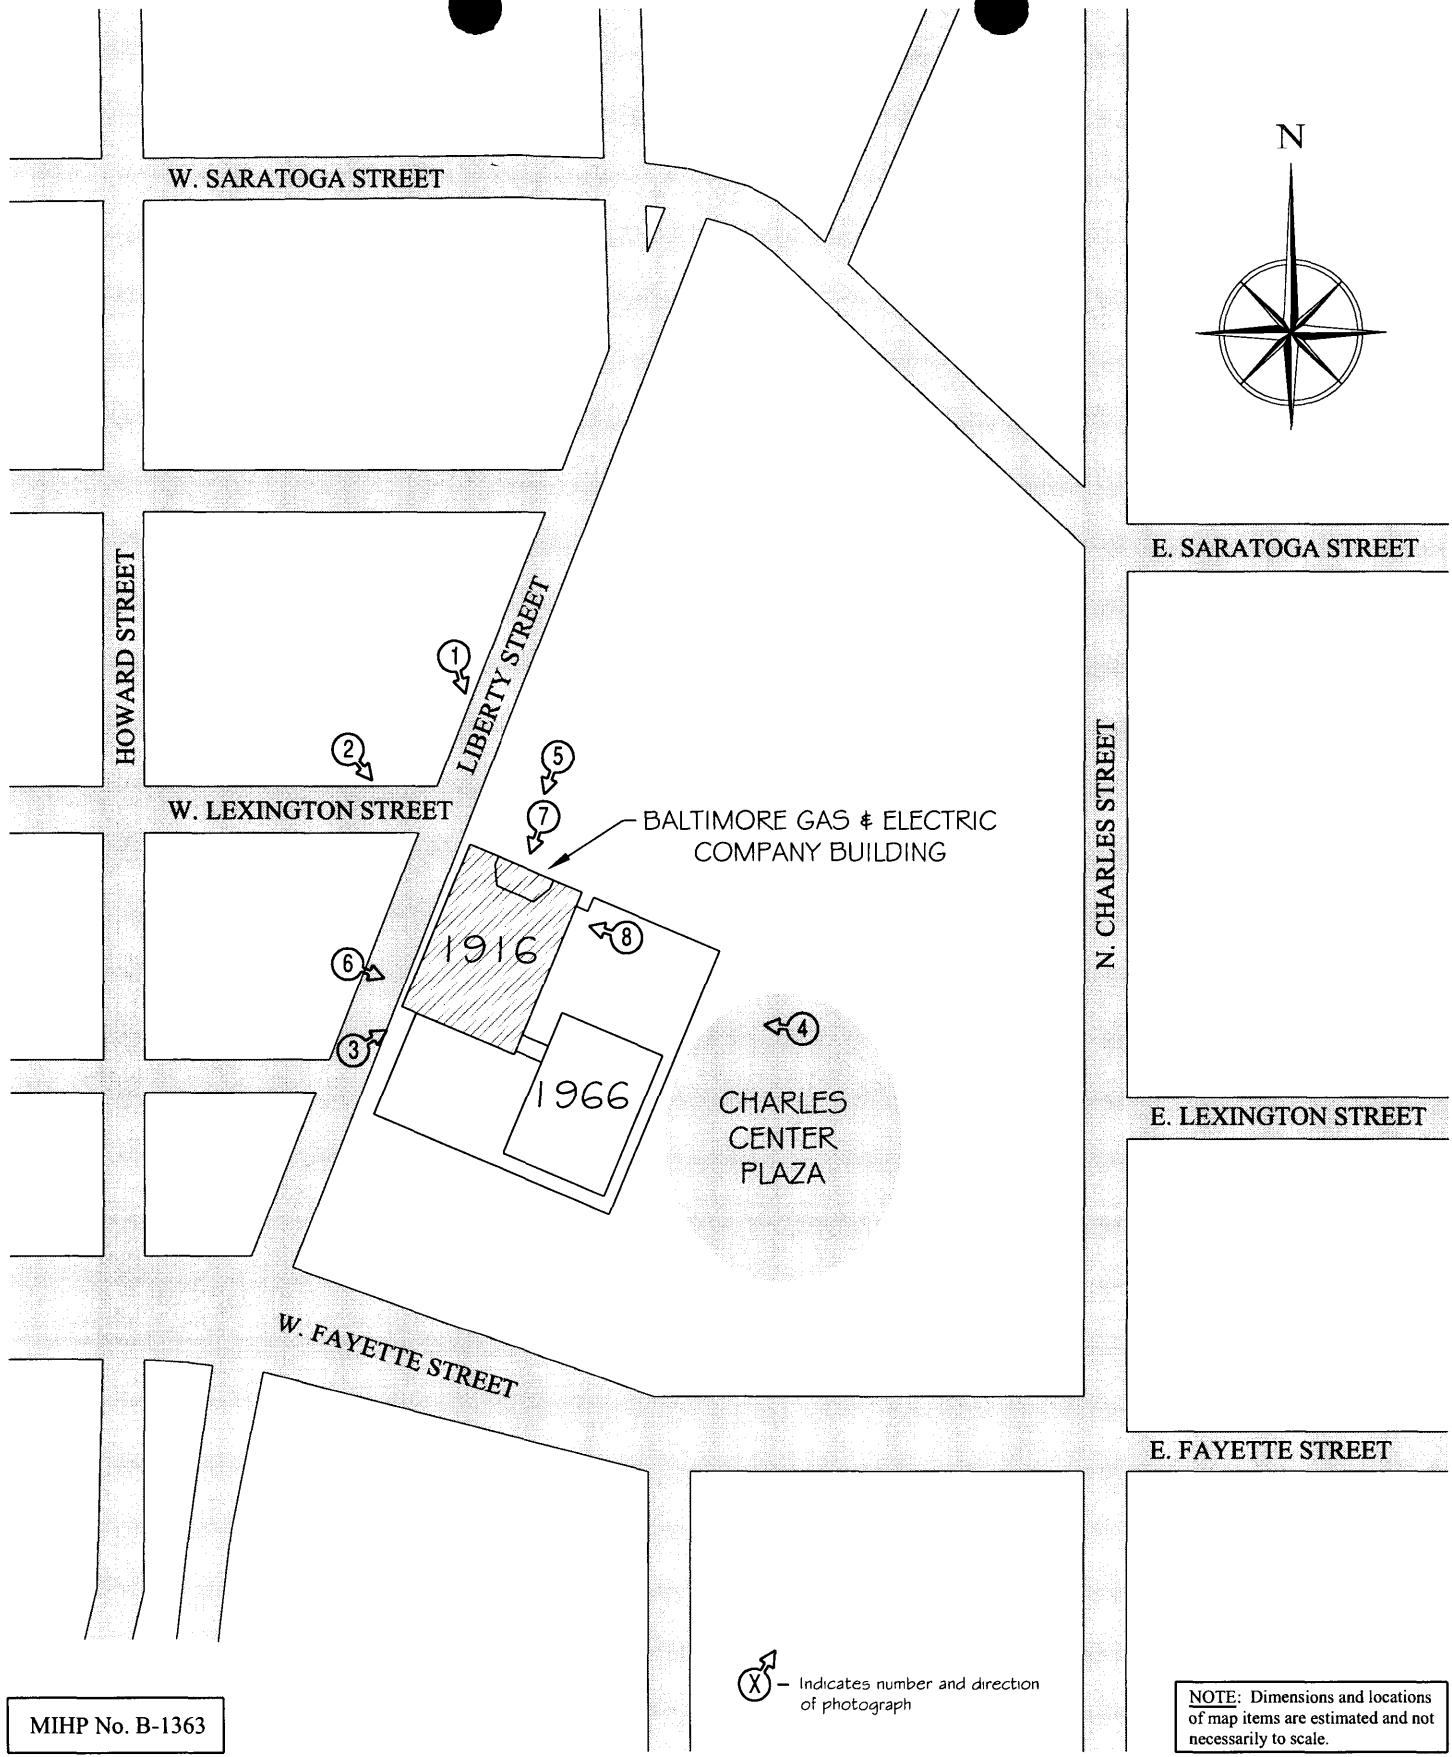 N
W. SARATOGA STREET
E. SARATOGA STREET
HOWARD STREET
LIBERTY STREET
1
2
5
W. LEXINGTON STREET
7
BALTIMORE GAS & ELECTRIC
COMPANY BUILDING
N. CHARLES STREET
1916
8
6
3
4
1966
CHARLES
CENTER
PLAZA
E. LEXINGTON STREET
W. FAYETTE STREET
E. FAYETTE STREET
X – Indicates number and direction
of photograph
MIHP No. B-1363
NOTE: Dimensions and locations
of map items are estimated and not
necessarily to scale.